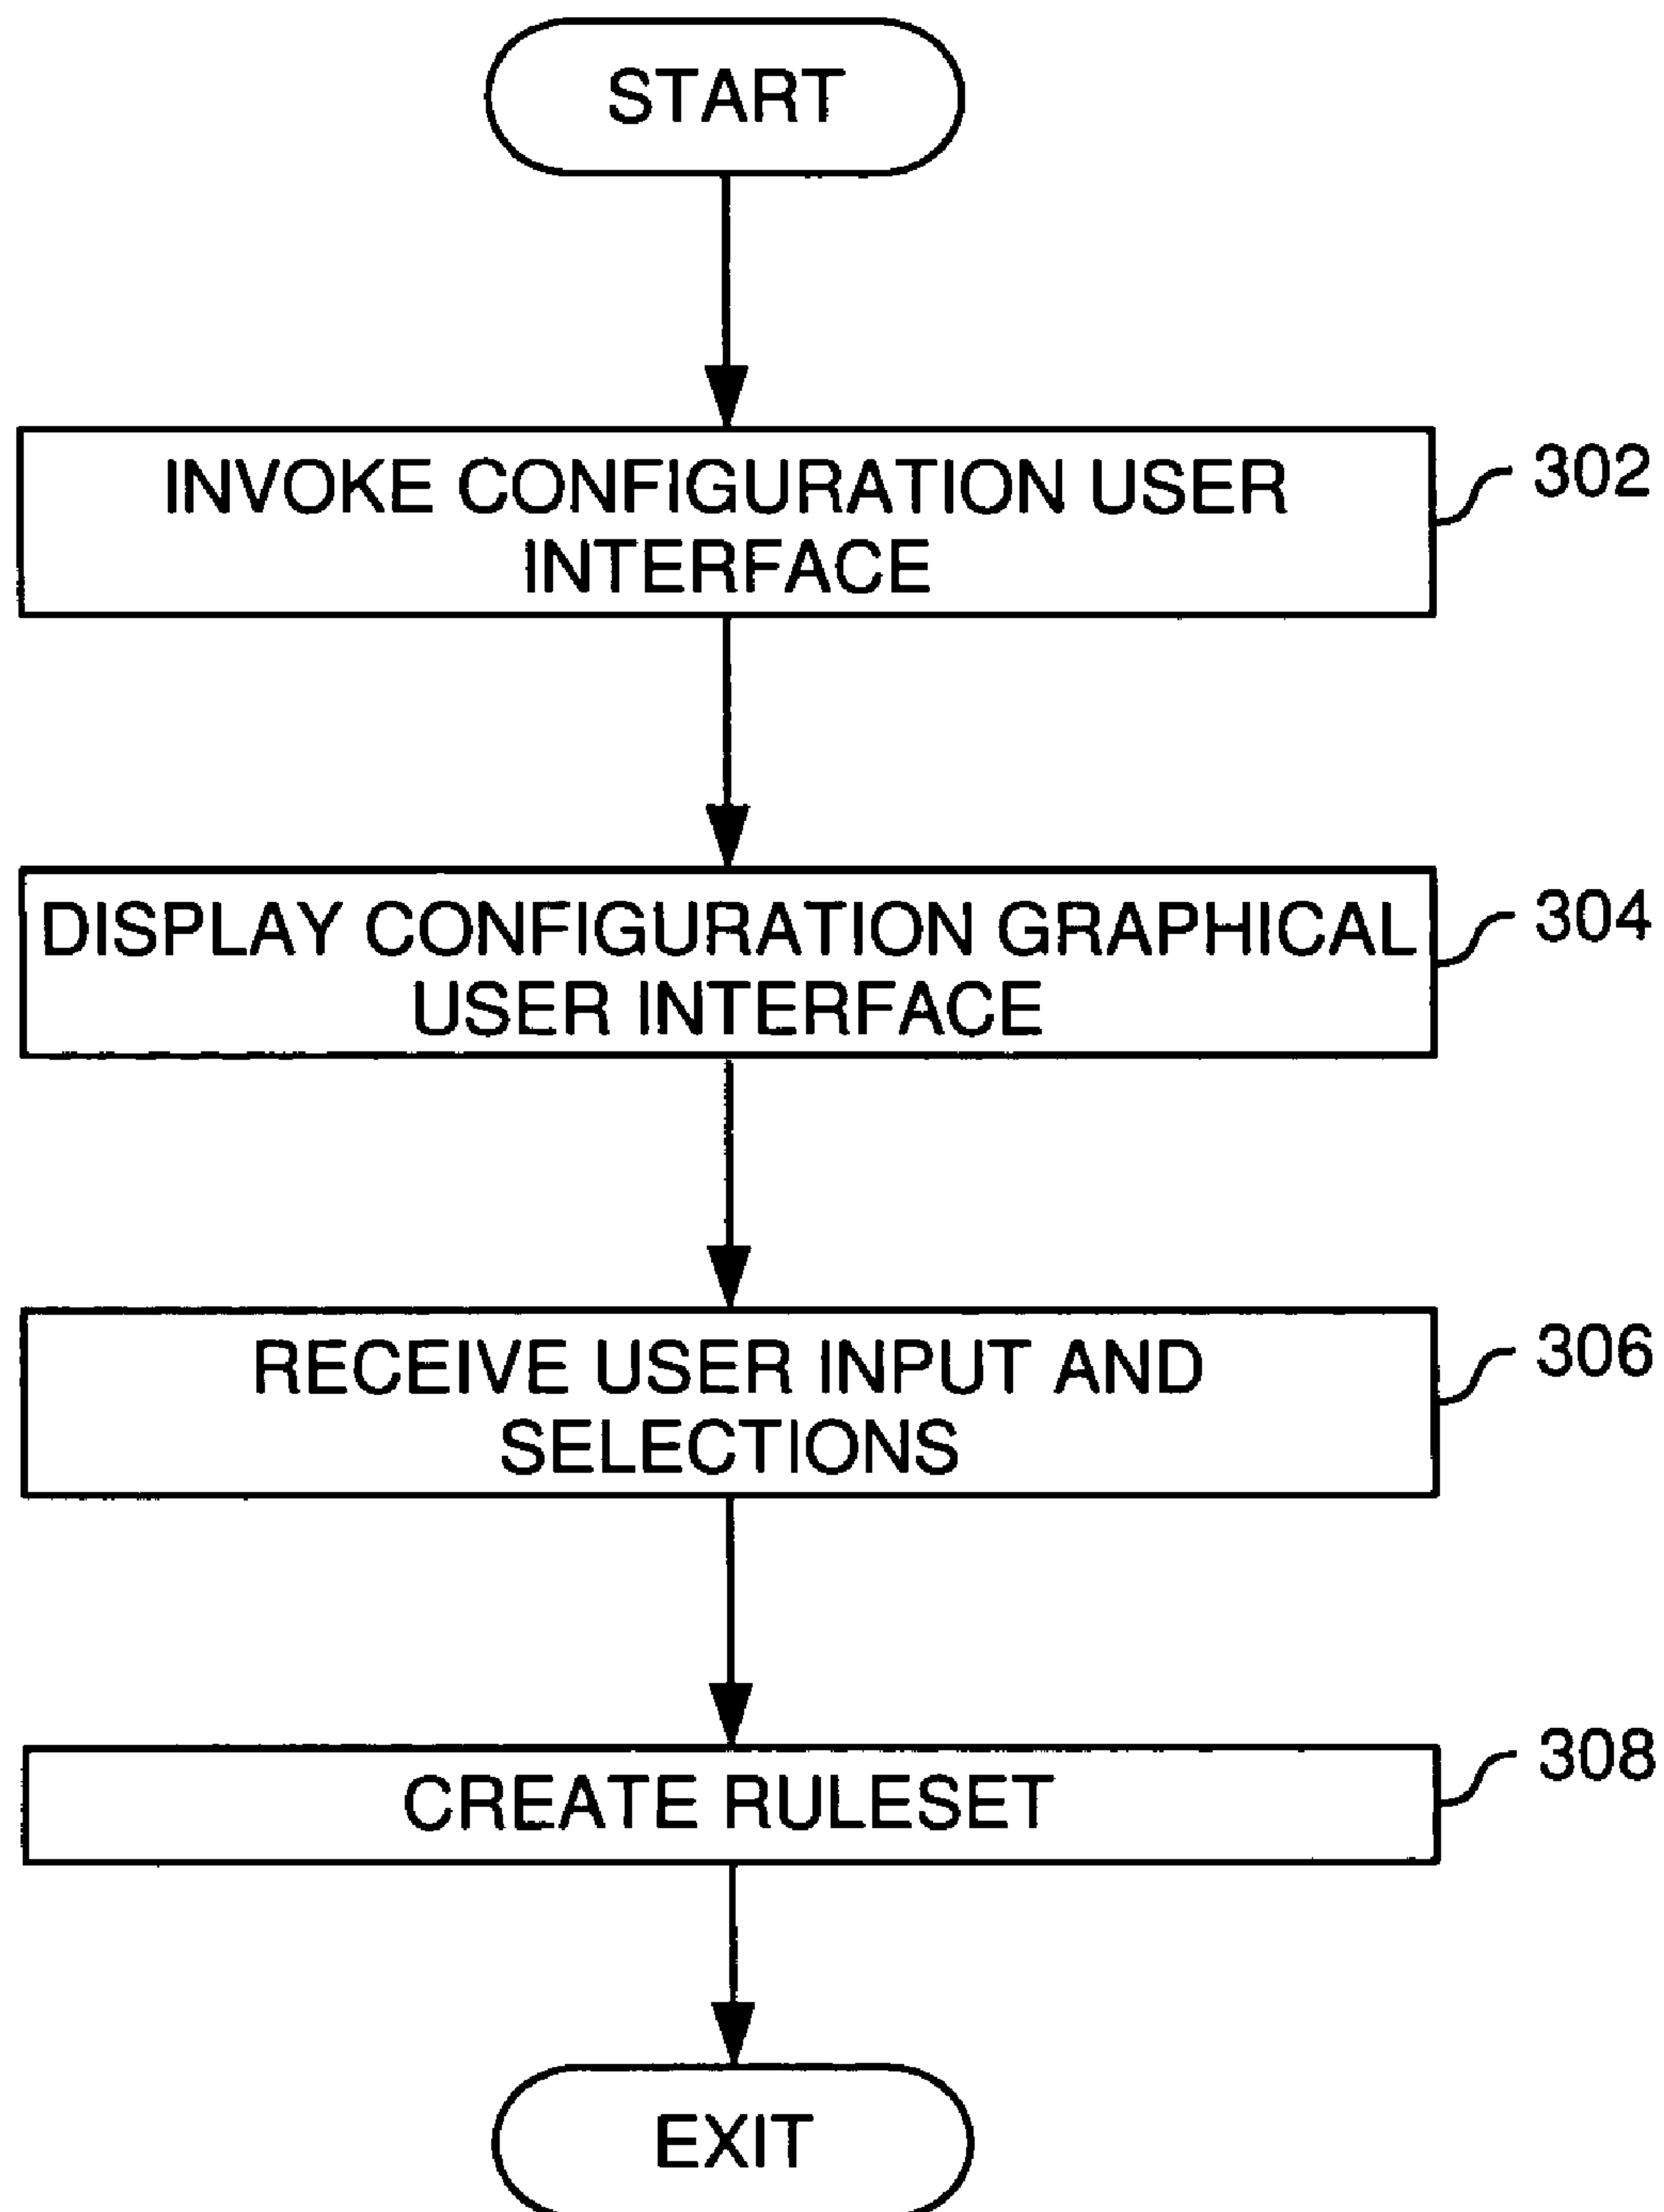 START
INVOKE CONFIGURATION USER
INTERFACE
302
DISPLAY CONFIGURATION GRAPHICAL
USER INTERFACE
304
RECEIVE USER INPUT AND
SELECTIONS
306
CREATE RULESET
308
EXIT